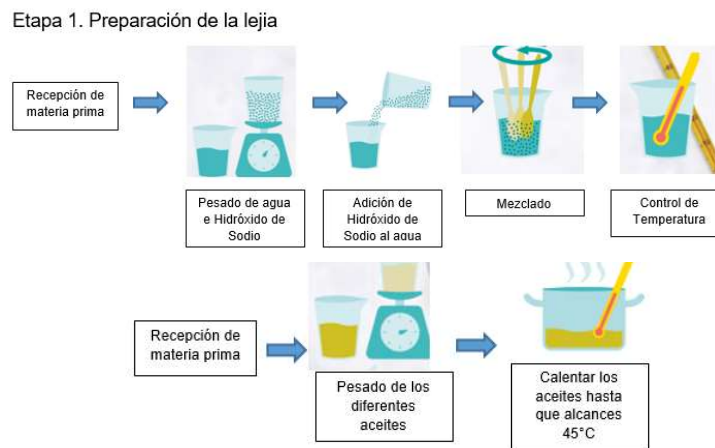 Etapa 1. Preparación de la lejia
Recepción de
materia prima
Pesado de agua
e Hidróxido de
Sodio
Adición de
Hidróxido de
Sodio al agua
Mezclado
Control de
Temperatura
Recepción de
materia prima
Pesado de los
diferentes
aceites
Calentar los
aceites hasta
que alcances
45°C